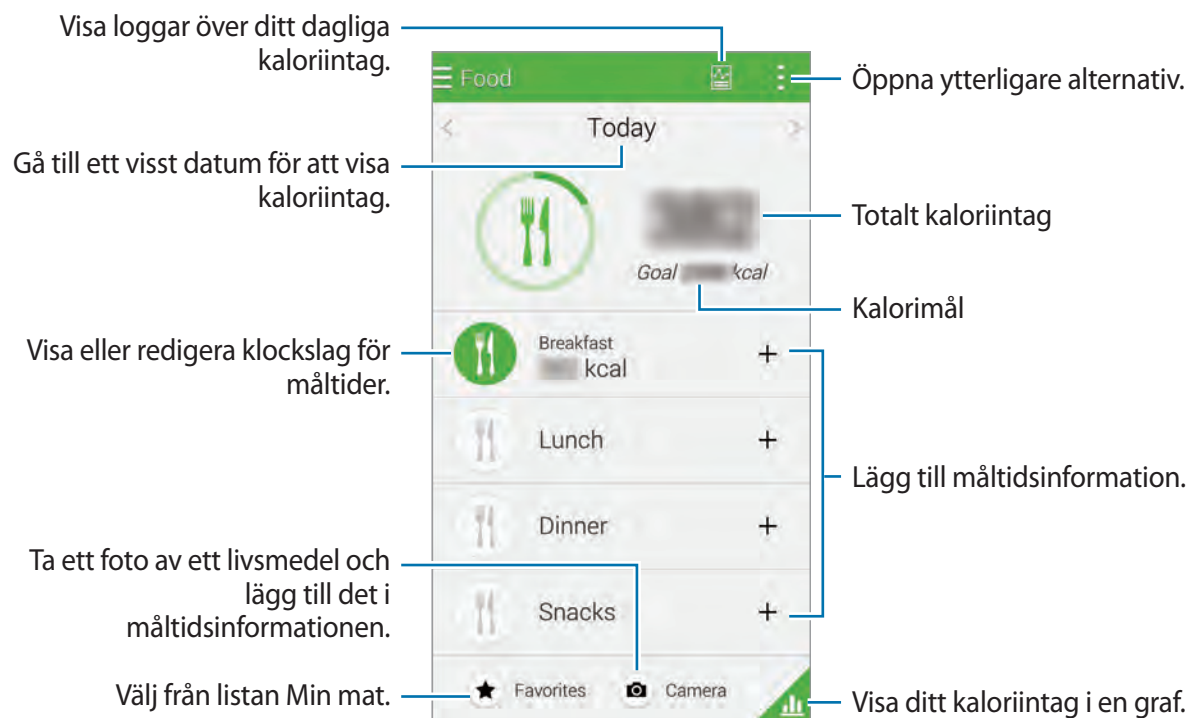 Visa loggar över ditt dagliga
kaloriintag.
Food
Öppna ytterligare alternativ.
Today
Gå till ett visst datum för att visa
kaloriintag.
Totalt kaloriintag
Goal kcal
Kalorimål
Visa eller redigera klockslag för
måltider.
Breakfast
kcal
Lunch
Lägg till måltidsinformation.
Dinner
Ta ett foto av ett livsmedel och
lägg till det i
måltidsinformationen.
Snacks
Välj från listan Min mat.
Favorites
Camera
Visa ditt kaloriintag i en graf.